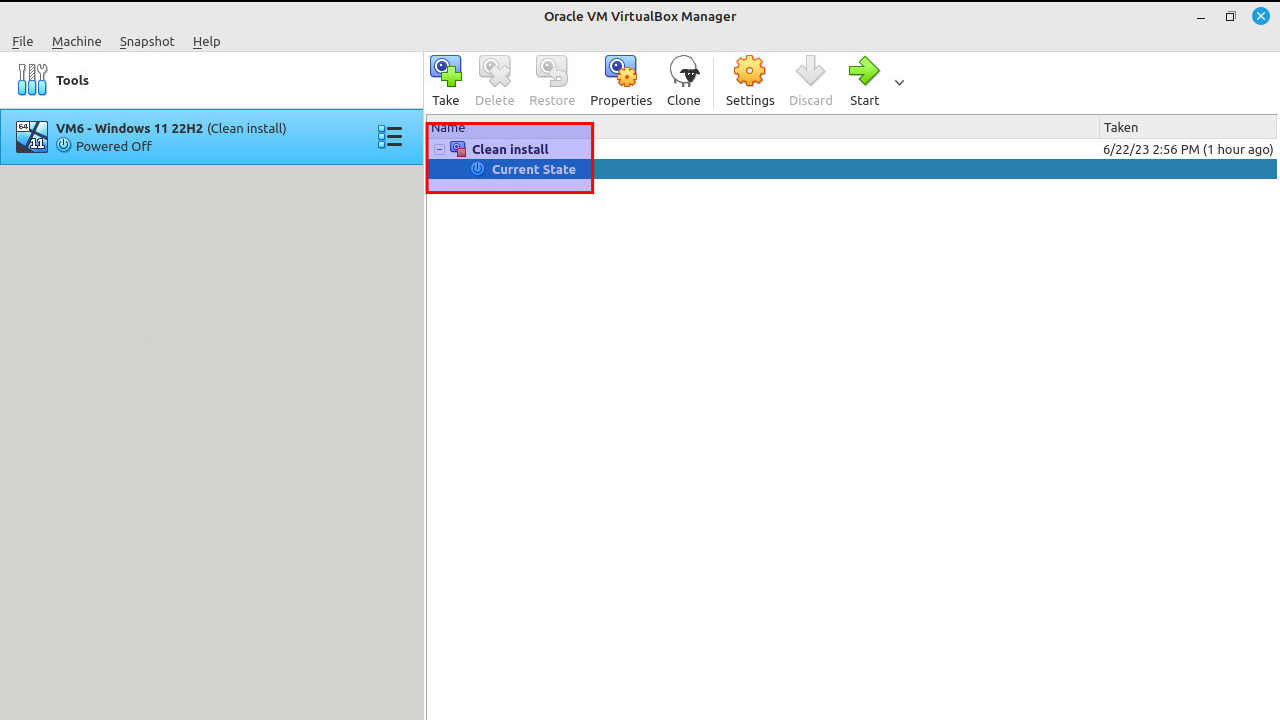 Oracle VM VirtualBox Manager
File Machine Snapshot Help
Tools
Take Delete Restore Properties Clone Settings Discard Start
64 11 VM6 - Windows 11 22H2 (Clean install)
Powered Off
Name Taken
Clean install 6/22/23 2:56 PM (1 hour ago)
Current State